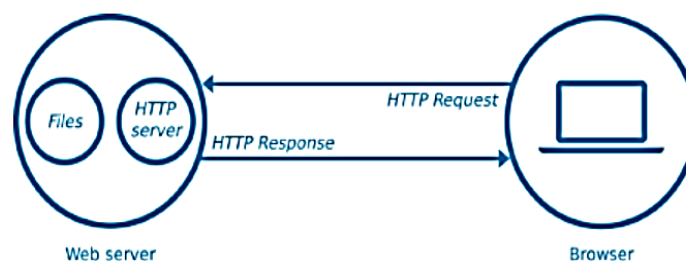 HTTP
Files
server
HTTP Request
HTTP Response
Web server
Browser